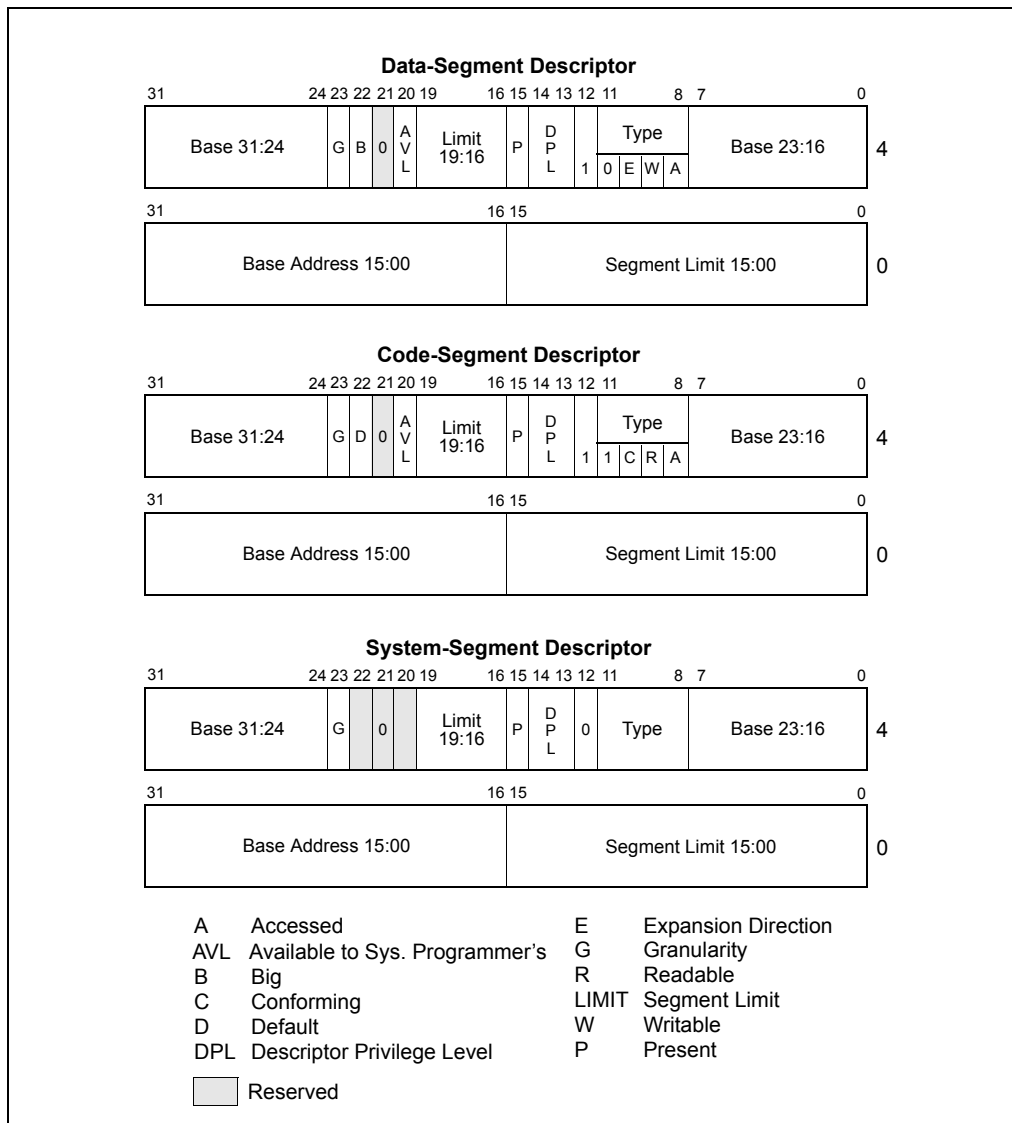 Data-Segment Descriptor
31 24 23 22 21 20 19 16 15 14 13 12 11 8 7 0
Base 31:24 G B 0 AVL Limit 19:16 P DPL 1 Type 0 E W A Base 23:16 4
31 16 15 0
Base Address 15:00 Segment Limit 15:00 0
Code-Segment Descriptor
31 24 23 22 21 20 19 16 15 14 13 12 11 8 7 0
Base 31:24 G D 0 AVL Limit 19:16 P DPL 1 Type 1 C R A Base 23:16 4
31 16 15 0
Base Address 15:00 Segment Limit 15:00 0
System-Segment Descriptor
31 24 23 22 21 20 19 16 15 14 13 12 11 8 7 0
Base 31:24 G 0 Limit 19:16 P DPL 0 Type Base 23:16 4
31 16 15 0
Base Address 15:00 Segment Limit 15:00 0
A Accessed
AVL Available to Sys. Programmer’s
B Big
C Conforming
D Default
DPL Descriptor Privilege Level
E Expansion Direction
G Granularity
R Readable
LIMIT Segment Limit
W Writable
P Present
Reserved